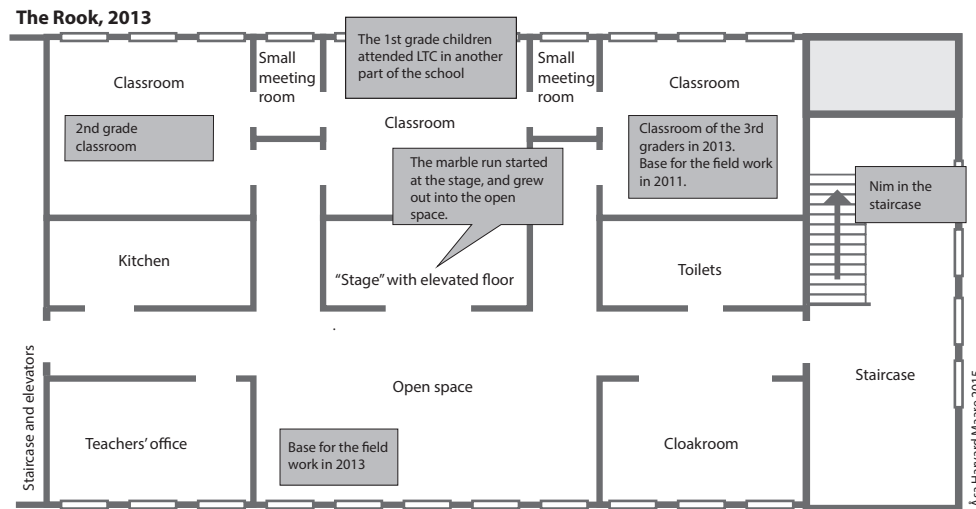 The Rook, 2013
Classroom
2nd grade
classroom
Small
meeting
room
The 1st grade children
attended LTC in another
part of the school
Classroom
Small
meeting
room
Classroom
Classroom of the 3rd
graders in 2013.
Base for the field work
in 2011.
The marble run started
at the stage, and grew
out into the open
space.
Nim in the
staircase
Kitchen
“Stage” with elevated floor
Toilets
Staircase and elevators
Open space
Staircase
Teachers’ office
Base for the field
work in 2013
Cloakroom
Åsa Harvard Maare 2015